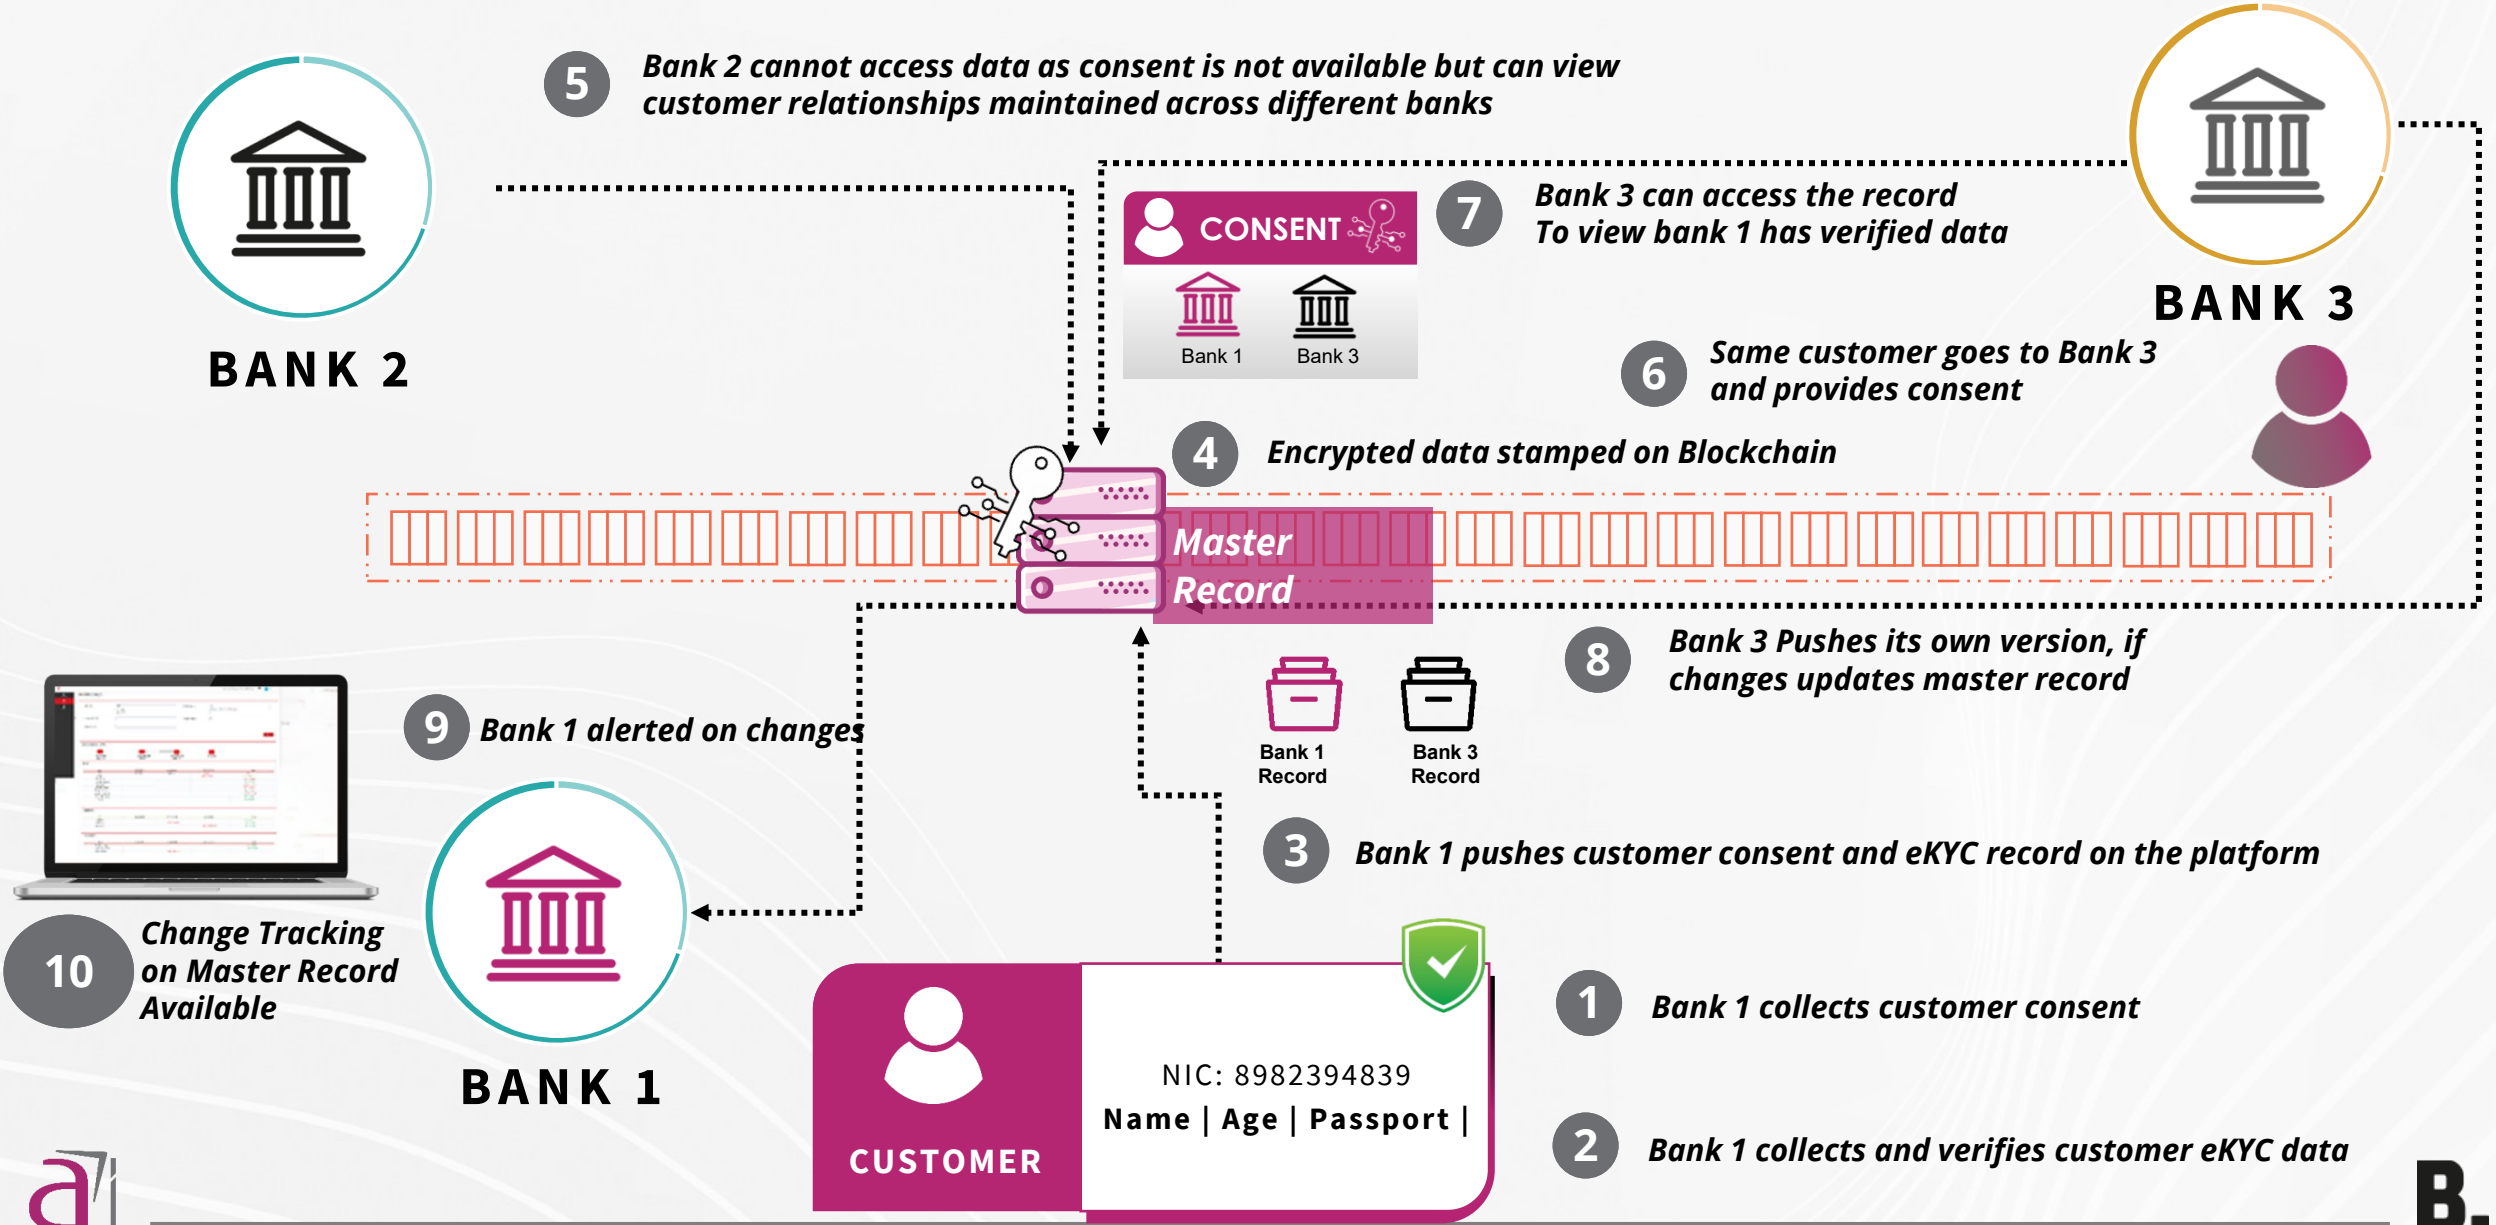 5
Bank 2 cannot access data as consent is not available but can view
customer relationships maintained across different banks
BANK 2
CONSENT
Bank 1
Bank 3
7
Bank 3 can access the record
To view bank 1 has verified data
BANK 3
6
Same customer goes to Bank 3
and provides consent
4
Encrypted data stamped on Blockchain
Master
Record
8
Bank 3 Pushes its own version, if
changes updates master record
Bank 1
Record
Bank 3
Record
9
Bank 1 alerted on changes
3
Bank 1 pushes customer consent and eKYC record on the platform
10
Change Tracking
on Master Record
Available
BANK 1
CUSTOMER
NIC: 8982394839
Name | Age | Passport |
1
Bank 1 collects customer consent
2
Bank 1 collects and verifies customer eKYC data
a
B.